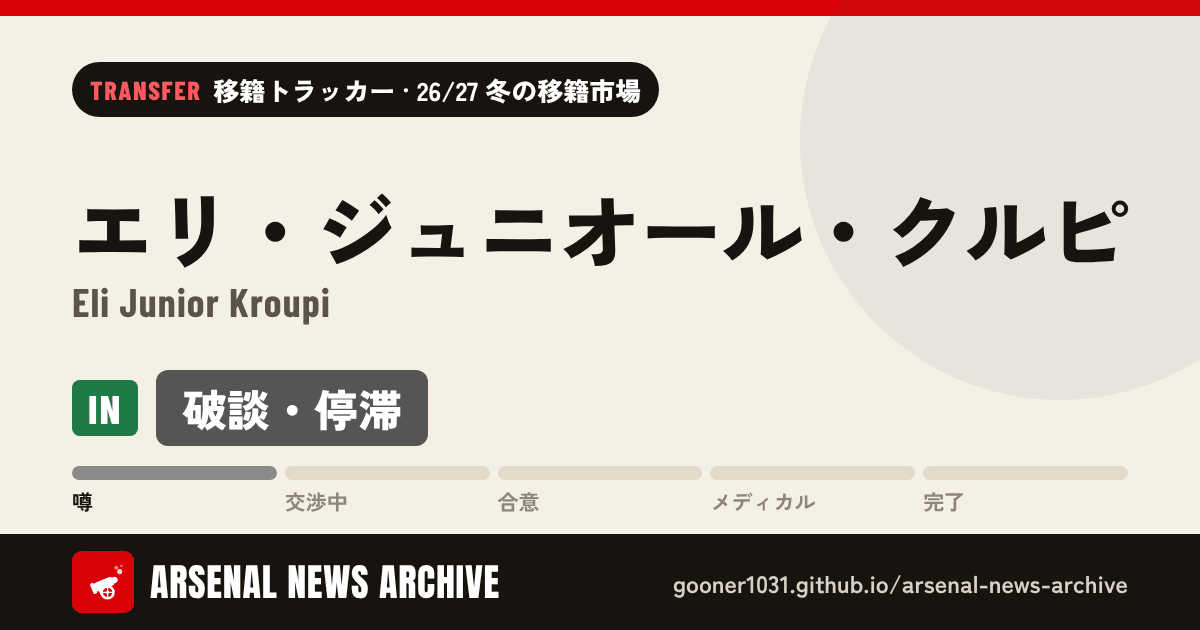 TRANSFER 移籍トラッカー · 26/27 冬の移籍市場
エリ・ジュニオール・クルピ
Eli Junior Kroupi
IN 破談・停滞
噂 交渉中 合意 メディカル 完了
ARSENAL NEWS ARCHIVE gooner1031.github.io/arsenal-news-archive